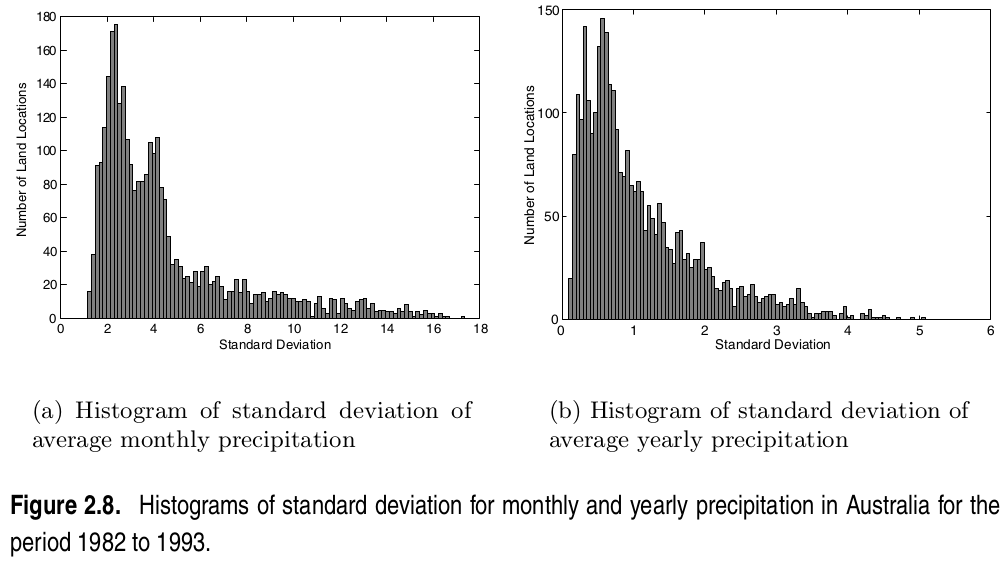 180
160
140
120
100
80
60
40
20
0
Number of Land Locations
0 2 4 6 8 10 12 14 16 18
Standard Deviation
150
100
50
0
Number of Land Locations
0 1 2 3 4 5 6
Standard Deviation
(a) Histogram of standard deviation of
average monthly precipitation
(b) Histogram of standard deviation of
average yearly precipitation
Figure 2.8. Histograms of standard deviation for monthly and yearly precipitation in Australia for the
period 1982 to 1993.